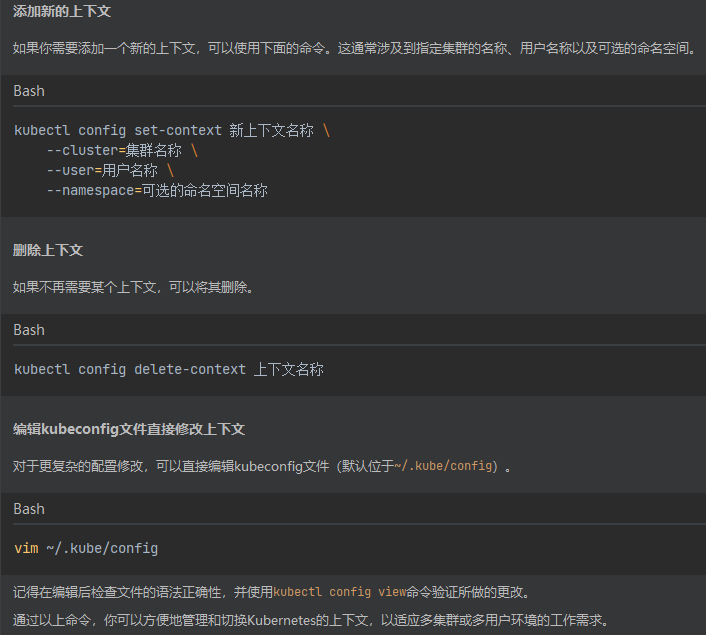 添加新的上下文
如果你需要添加一个新的上下文，可以使用下面的命令。这通常涉及到指定集群的名称、用户名称以及可选的命名空间。
Bash
kubectl config set-context 新上下文名称 \
    --cluster=集群名称 \
    --user=用户名称 \
    --namespace=可选的命名空间名称
删除上下文
如果不再需要某个上下文，可以将其删除。
Bash
kubectl config delete-context 上下文名称
编辑kubeconfig文件直接修改上下文
对于更复杂的配置修改，可以直接编辑kubeconfig文件（默认位于~/.kube/config）。
Bash
vim ~/.kube/config
记得在编辑后检查文件的语法正确性，并使用kubectl config view命令验证所做的更改。
通过以上命令，你可以方便地管理和切换Kubernetes的上下文，以适应多集群或多用户环境的工作需求。